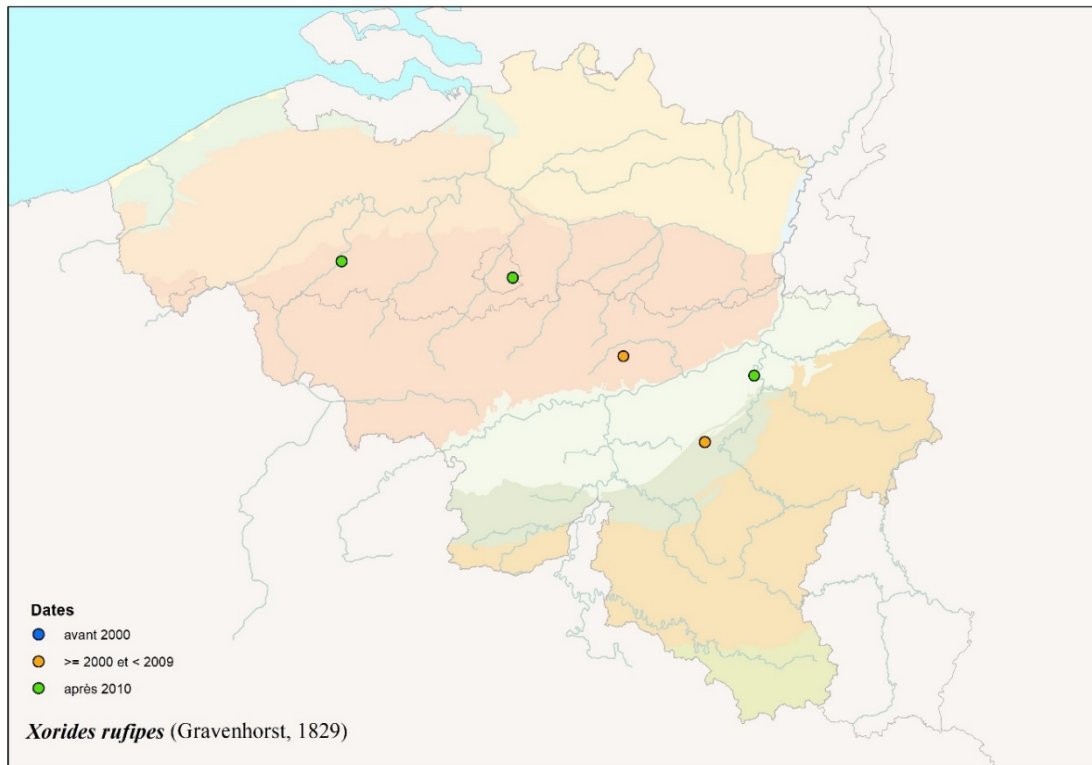 Dates
avant 2000
>= 2000 et < 2009
après 2010
Xorides rufipes (Gravenhorst, 1829)